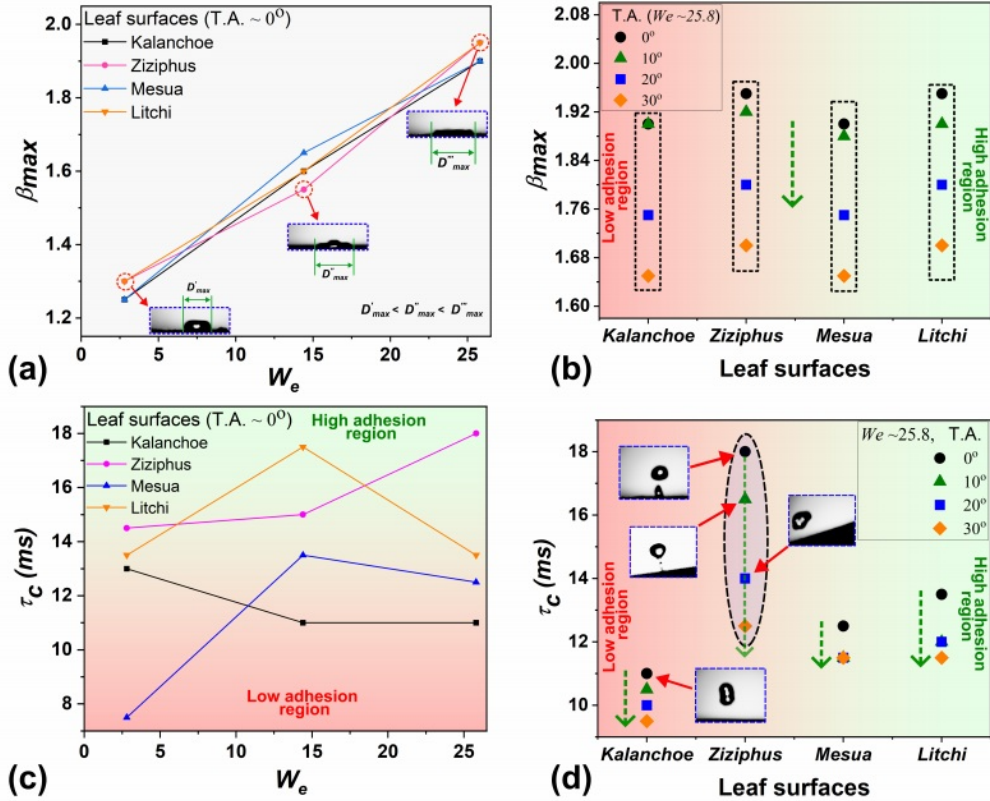 Leaf surfaces (T.A. ~ 0°)
Kalanchoe
Ziziphus
Mesua
Litchi
2.0
1.8
1.6
1.4
1.2
βmax
0 5 10 15 20 25
We
D'max
D''max
D'''max
D'max < D''max < D'''max
(a)
T.A. (We ~25.8)
0°
10°
20°
30°
2.08
2.00
1.92
1.84
1.76
1.68
1.60
βmax
Low adhesion
region
High adhesion
region
Kalanchoe Ziziphus Mesua Litchi
Leaf surfaces
(b)
Leaf surfaces (T.A. ~ 0°)
Kalanchoe
Ziziphus
Mesua
Litchi
High adhesion
region
Low adhesion
region
18
16
14
12
10
8
τc (ms)
0 5 10 15 20 25
We
(c)
We ~25.8, T.A.
0°
10°
20°
30°
18
16
14
12
10
τc (ms)
Low adhesion
region
High adhesion
region
Kalanchoe Ziziphus Mesua Litchi
Leaf surfaces
(d)